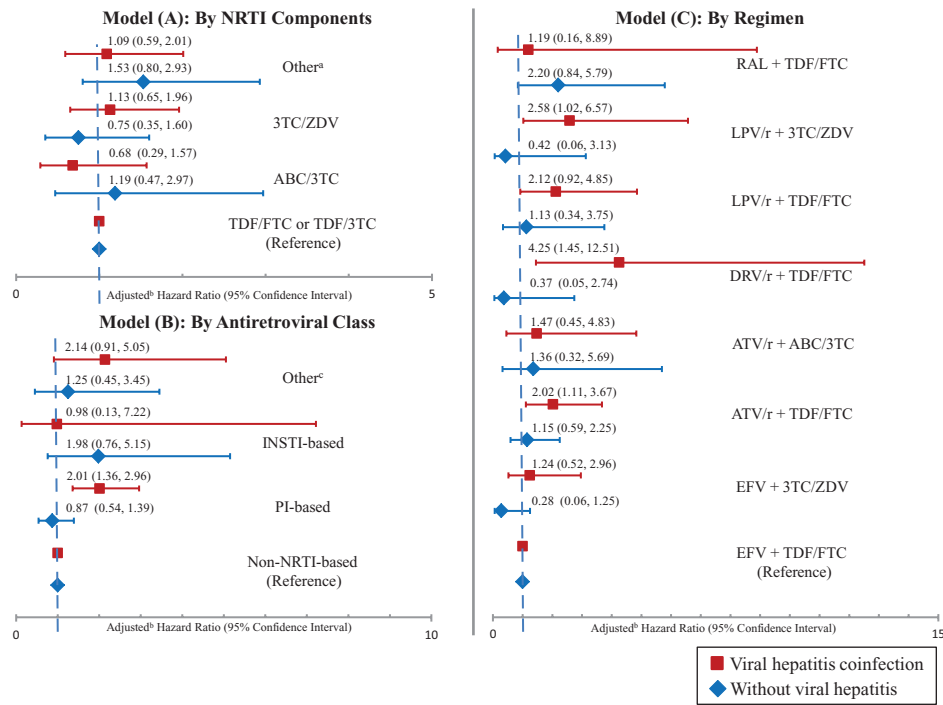 Model (A): By NRTI Components
1.09 (0.59, 2.01)
Otherᵃ
1.53 (0.80, 2.93)
1.13 (0.65, 1.96)
3TC/ZDV
0.75 (0.35, 1.60)
0.68 (0.29, 1.57)
ABC/3TC
1.19 (0.47, 2.97)
TDF/FTC or TDF/3TC
(Reference)
0
Adjustedᵇ Hazard Ratio (95% Confidence Interval)
5
Model (B): By Antiretroviral Class
2.14 (0.91, 5.05)
Otherᶜ
1.25 (0.45, 3.45)
0.98 (0.13, 7.22)
INSTI-based
1.98 (0.76, 5.15)
2.01 (1.36, 2.96)
PI-based
0.87 (0.54, 1.39)
Non-NRTI-based
(Reference)
0
Adjustedᵇ Hazard Ratio (95% Confidence Interval)
10
Model (C): By Regimen
1.19 (0.16, 8.89)
RAL + TDF/FTC
2.20 (0.84, 5.79)
2.58 (1.02, 6.57)
LPV/r + 3TC/ZDV
0.42 (0.06, 3.13)
2.12 (0.92, 4.85)
LPV/r + TDF/FTC
1.13 (0.34, 3.75)
4.25 (1.45, 12.51)
DRV/r + TDF/FTC
0.37 (0.05, 2.74)
1.47 (0.45, 4.83)
ATV/r + ABC/3TC
1.36 (0.32, 5.69)
2.02 (1.11, 3.67)
ATV/r + TDF/FTC
1.15 (0.59, 2.25)
1.24 (0.52, 2.96)
EFV + 3TC/ZDV
0.28 (0.06, 1.25)
EFV + TDF/FTC
(Reference)
0
Adjustedᵇ Hazard Ratio (95% Confidence Interval)
15
Viral hepatitis coinfection
Without viral hepatitis